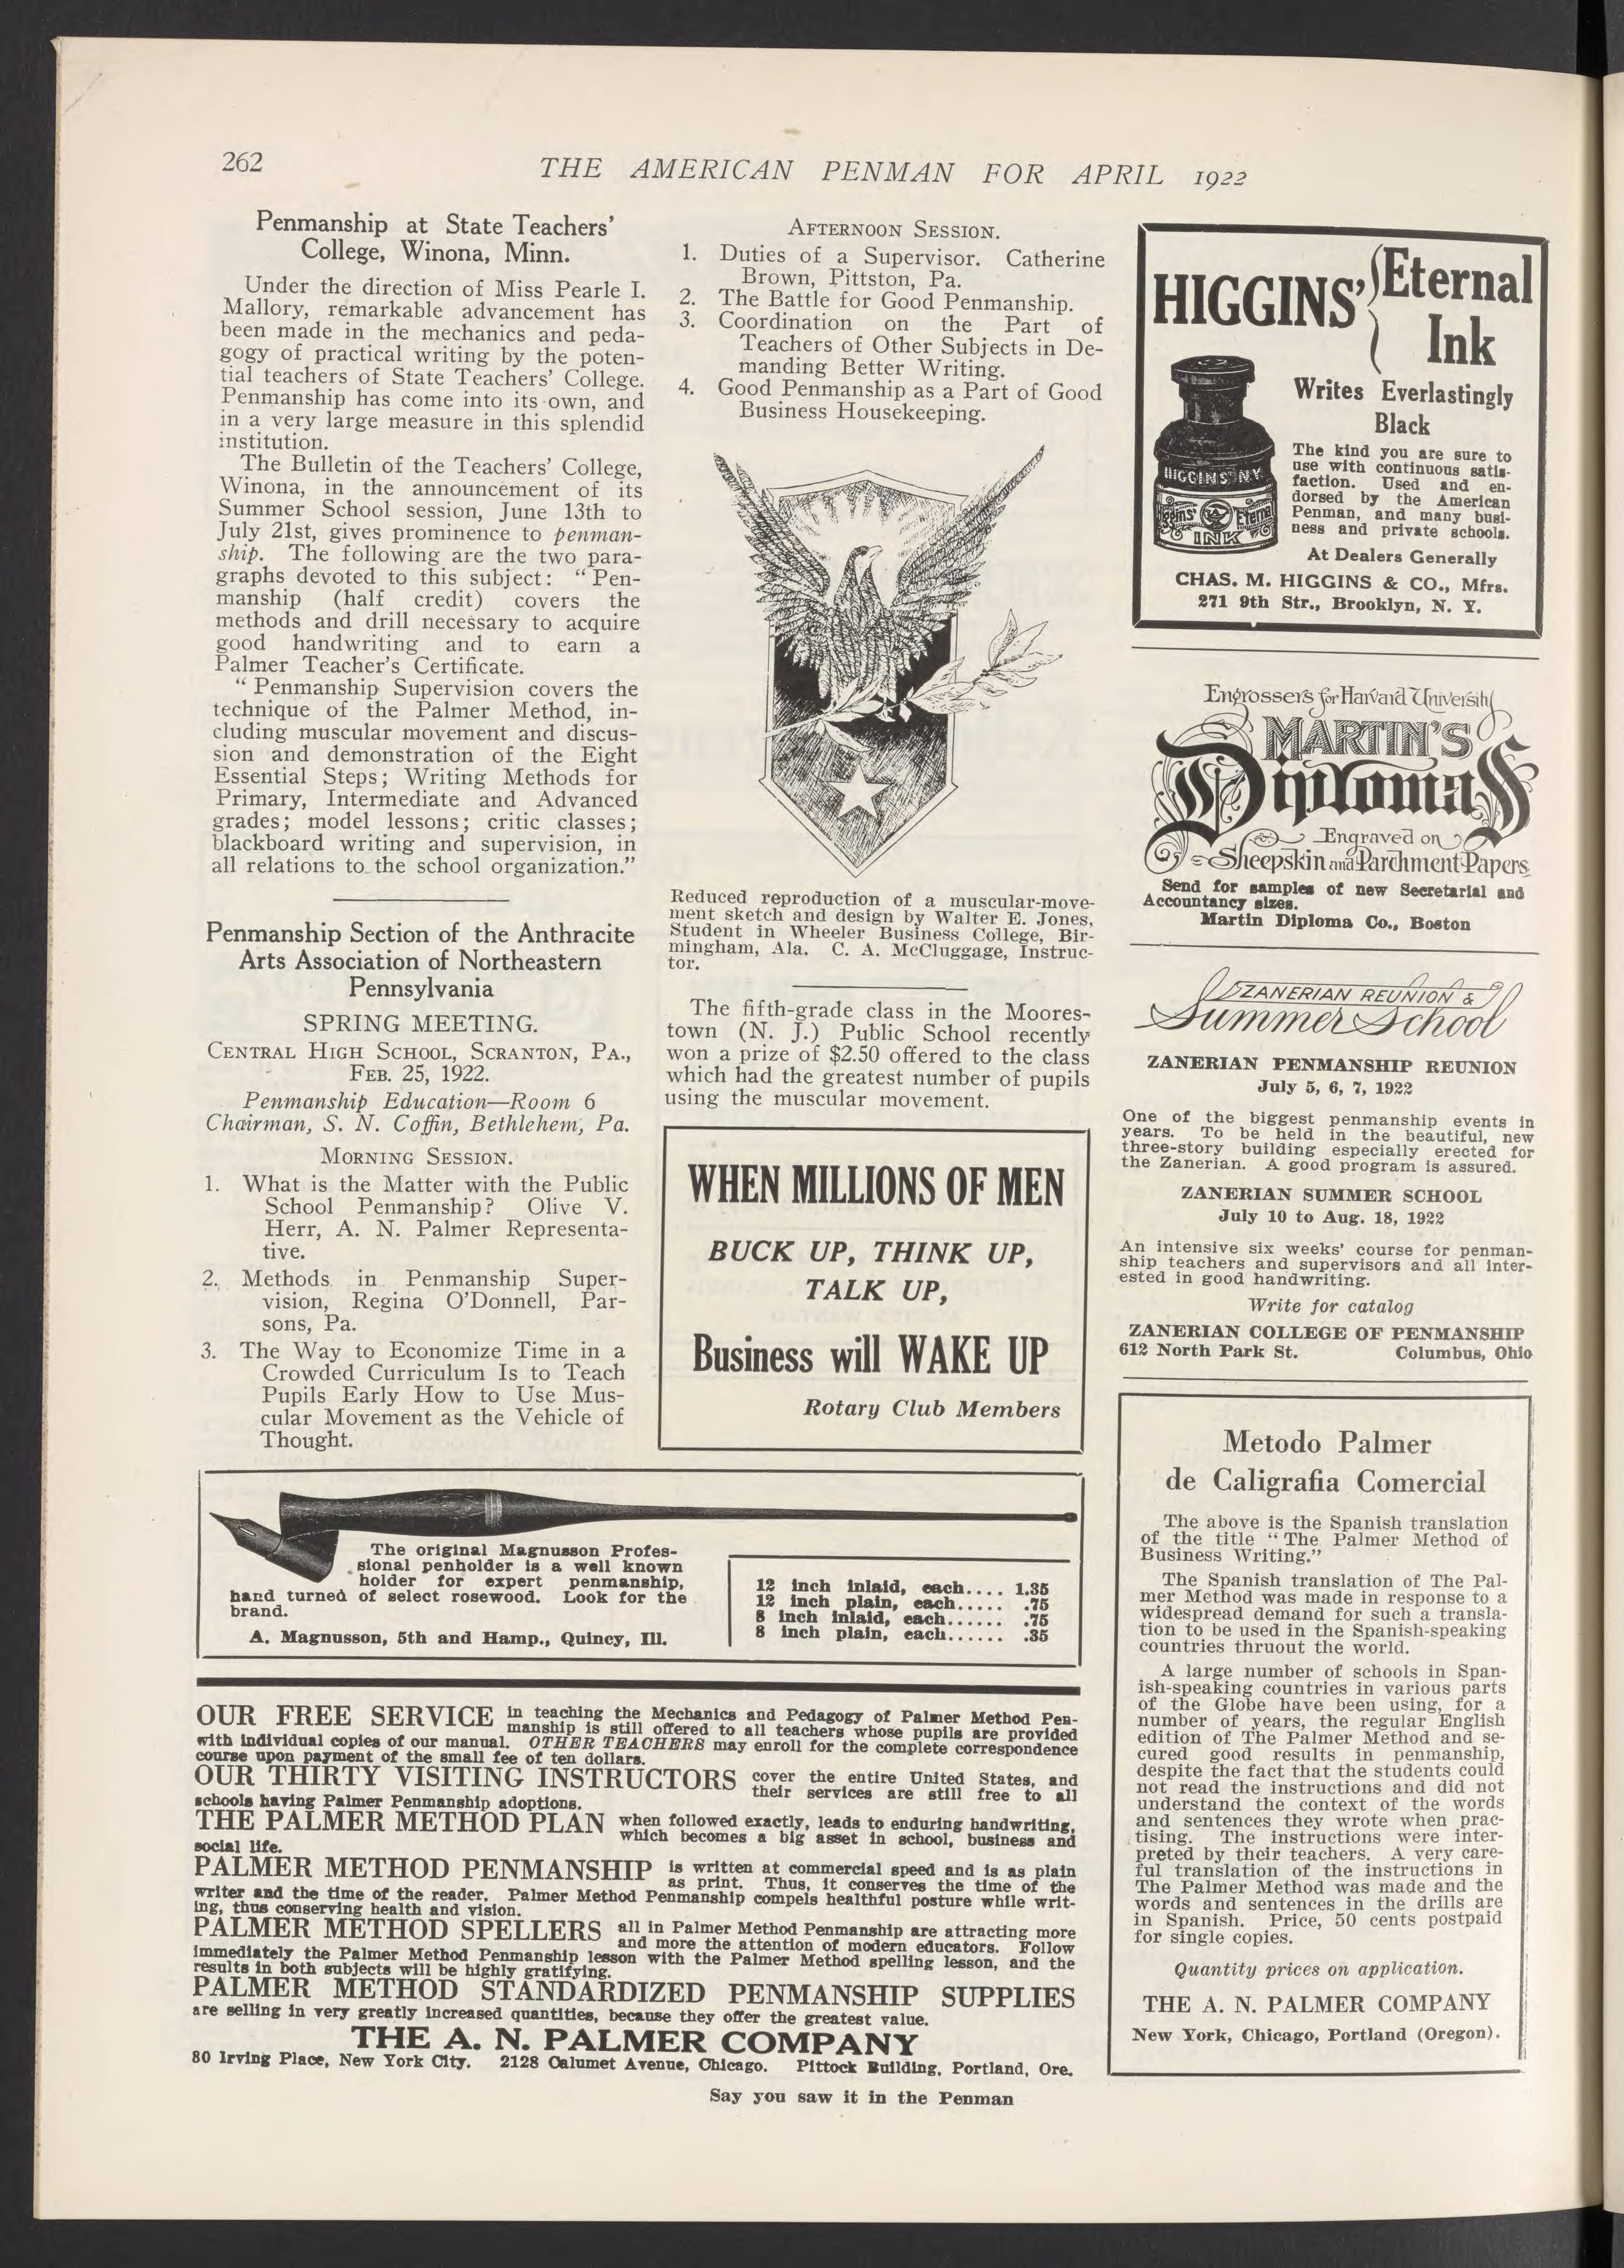 262
THE AMERICAN PENMAN FOR APRIL 1922
Penmanship at State Teachers'
College, Winona, Minn.
Under the direction of Miss Pearle I.
Mallory, remarkable advancement has
been made in the mechanics and peda-
gogy of practical writing by the poten-
tial teachers of State Teachers' College.
Penmanship has come into its own, and
in a very large measure in this splendid
institution.
The Bulletin of the Teachers' College,
Winona, in the announcement of its
Summer School session, June 13th to
July 21st, gives prominence to penman-
ship. The following are the two para-
graphs devoted to this subject: "Pen-
manship (half credit) covers the
methods and drill necessary to acquire
good handwriting and to earn a
Palmer Teacher's Certificate.
"Penmanship Supervision covers the
technique of the Palmer Method, in-
cluding muscular movement and discus-
sion and demonstration of the Eight
Essential Steps; Writing Methods for
Primary, Intermediate and Advanced
grades; model lessons; critic classes;
blackboard writing and supervision, in
all relations to the school organization."
Penmanship Section of the Anthracite
Arts Association of Northeastern
Pennsylvania
SPRING MEETING.
CENTRAL HIGH SCHOOL, SCRANTON, PA.,
FEB. 25, 1922.
Penmanship Education—Room 6
Chairman, S. N. Coffin, Bethlehem, Pa.
MORNING SESSION.
1. What is the Matter with the Public
School Penmanship? Olive V.
Herr, A. N. Palmer Representa-
tive.
2. Methods in Penmanship Super-
vision, Regina O'Donnell, Par-
sons, Pa.
3. The Way to Economize Time in a
Crowded Curriculum Is to Teach
Pupils Early How to Use Mus-
cular Movement as the Vehicle of
Thought.
AFTERNOON SESSION.
1. Duties of a Supervisor. Catherine
Brown, Pittston, Pa.
2. The Battle for Good Penmanship.
3. Coordination on the Part of
Teachers of Other Subjects in De-
manding Better Writing.
4. Good Penmanship as a Part of Good
Business Housekeeping.
Reduced reproduction of a muscular-move-
ment sketch and design by Walter E. Jones,
Student in Wheeler Business College, Bir-
mingham, Ala. C. A. McCluggage, Instruc-
tor.
The fifth-grade class in the Moores-
town (N. J.) Public School recently
won a prize of $2.50 offered to the class
which had the greatest number of pupils
using the muscular movement.
WHEN MILLIONS OF MEN
BUCK UP, THINK UP,
TALK UP,
Business will WAKE UP
Rotary Club Members
The original Magnusson Profes-
sional penholder is a well known
holder for expert penmanship,
hand turned of select rosewood. Look for the
brand.
A. Magnusson, 5th and Hamp., Quincy, Ill.
12 inch inlaid, each.... 1.35
12 inch plain, each..... .75
8 inch inlaid, each...... .75
8 inch plain, each...... .35
OUR FREE SERVICE in teaching the Mechanics and Pedagogy of Palmer Method Pen-
manship is still offered to all teachers whose pupils are provided
with individual copies of our manual. OTHER TEACHERS may enroll for the complete correspondence
course upon payment of the small fee of ten dollars.
OUR THIRTY VISITING INSTRUCTORS cover the entire United States, and
their services are still free to all
schools having Palmer Penmanship adoptions.
THE PALMER METHOD PLAN when followed exactly, leads to enduring handwriting,
which becomes a big asset in school, business and
social life.
PALMER METHOD PENMANSHIP is written at commercial speed and is as plain
as print. Thus, it conserves the time of the
writer and the time of the reader. Palmer Method Penmanship compels healthful posture while writ-
ing, thus conserving health and vision.
PALMER METHOD SPELLERS all in Palmer Method Penmanship are attracting more
and more the attention of modern educators. Follow
immediately the Palmer Method Penmanship lesson with the Palmer Method spelling lesson, and the
results in both subjects will be highly gratifying.
PALMER METHOD STANDARDIZED PENMANSHIP SUPPLIES
are selling in very greatly increased quantities, because they offer the greatest value.
THE A. N. PALMER COMPANY
80 Irving Place, New York City. 2128 Calumet Avenue, Chicago. Pittock Building, Portland, Ore.
Say you saw it in the Penman
HIGGINS' Eternal
Ink
Writes Everlastingly
Black
The kind you are sure to
use with continuous satis-
faction. Used and en-
dorsed by the American
Penman, and many busi-
ness and private schools.
At Dealers Generally
HIGGINS' N.Y.
Higgins' Eternal
INK
CHAS. M. HIGGINS & CO., Mfrs.
271 9th Str., Brooklyn, N. Y.
Engrossers for Harvard University
MARTIN'S
Diplomas
Engraved on
Sheepskin and Parchment Papers
Send for samples of new Secretarial and
Accountancy sizes.
Martin Diploma Co., Boston
ZANERIAN REUNION &
Summer School
ZANERIAN PENMANSHIP REUNION
July 5, 6, 7, 1922
One of the biggest penmanship events in
years. To be held in the beautiful, new
three-story building especially erected for
the Zanerian. A good program is assured.
ZANERIAN SUMMER SCHOOL
July 10 to Aug. 18, 1922
An intensive six weeks' course for penman-
ship teachers and supervisors and all inter-
ested in good handwriting.
Write for catalog
ZANERIAN COLLEGE OF PENMANSHIP
612 North Park St. Columbus, Ohio
Metodo Palmer
de Caligrafia Comercial
The above is the Spanish translation
of the title "The Palmer Method of
Business Writing."
The Spanish translation of The Pal-
mer Method was made in response to a
widespread demand for such a transla-
tion to be used in the Spanish-speaking
countries thruout the world.
A large number of schools in Span-
ish-speaking countries in various parts
of the Globe have been using, for a
number of years, the regular English
edition of The Palmer Method and se-
cured good results in penmanship,
despite the fact that the students could
not read the instructions and did not
understand the context of the words
and sentences they wrote when prac-
tising. The instructions were inter-
preted by their teachers. A very care-
ful translation of the instructions in
The Palmer Method was made and the
words and sentences in the drills are
in Spanish. Price, 50 cents postpaid
for single copies.
Quantity prices on application.
THE A. N. PALMER COMPANY
New York, Chicago, Portland (Oregon).